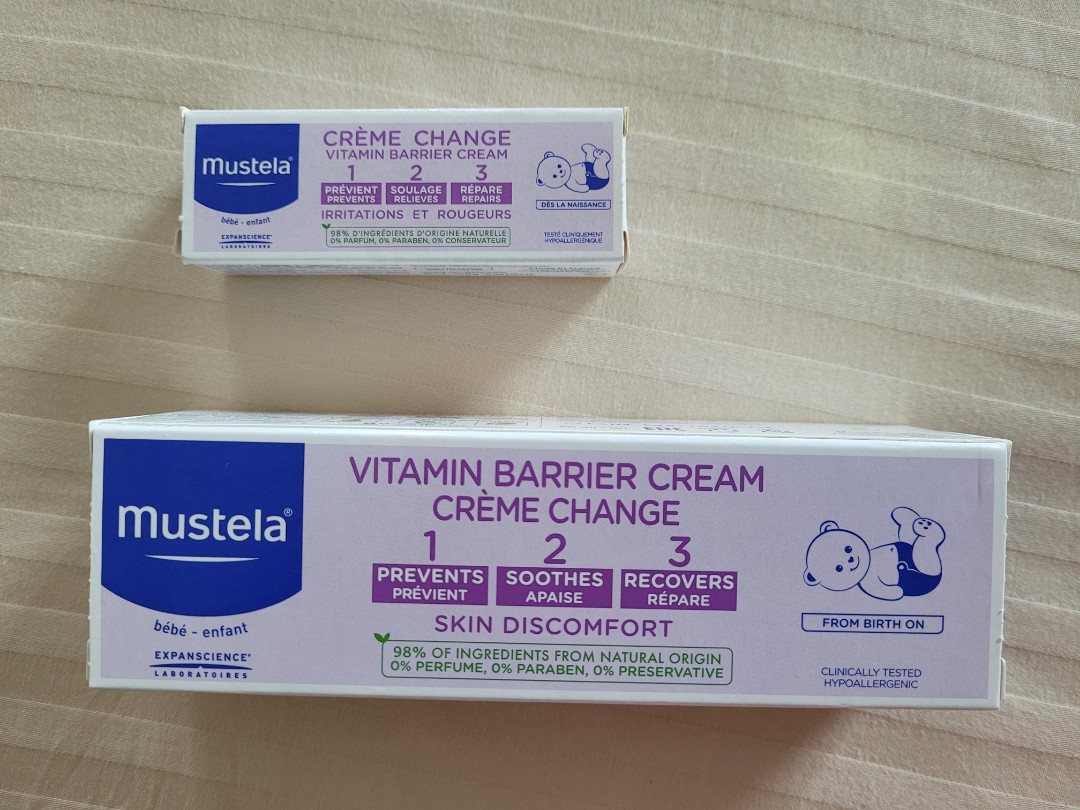 mustela®
bébé - enfant
EXPANSCIENCE®
LABORATOIRES
CRÈME CHANGE
VITAMIN BARRIER CREAM
1 2 3
PRÉVIENT SOULAGE RÉPARE
PREVENTS RELIEVES REPAIRS
IRRITATIONS ET ROUGEURS
98% D'INGRÉDIENTS D'ORIGINE NATURELLE
0% PARFUM, 0% PARABEN, 0% CONSERVATEUR
DÈS LA NAISSANCE
TESTÉ CLINIQUEMENT
HYPOALLERGÉNIQUE
mustela®
bébé - enfant
EXPANSCIENCE®
LABORATOIRES
VITAMIN BARRIER CREAM
CRÈME CHANGE
1 2 3
PREVENTS SOOTHES RECOVERS
PRÉVIENT APAISE RÉPARE
SKIN DISCOMFORT
98% OF INGREDIENTS FROM NATURAL ORIGIN
0% PERFUME, 0% PARABEN, 0% PRESERVATIVE
FROM BIRTH ON
CLINICALLY TESTED
HYPOALLERGENIC